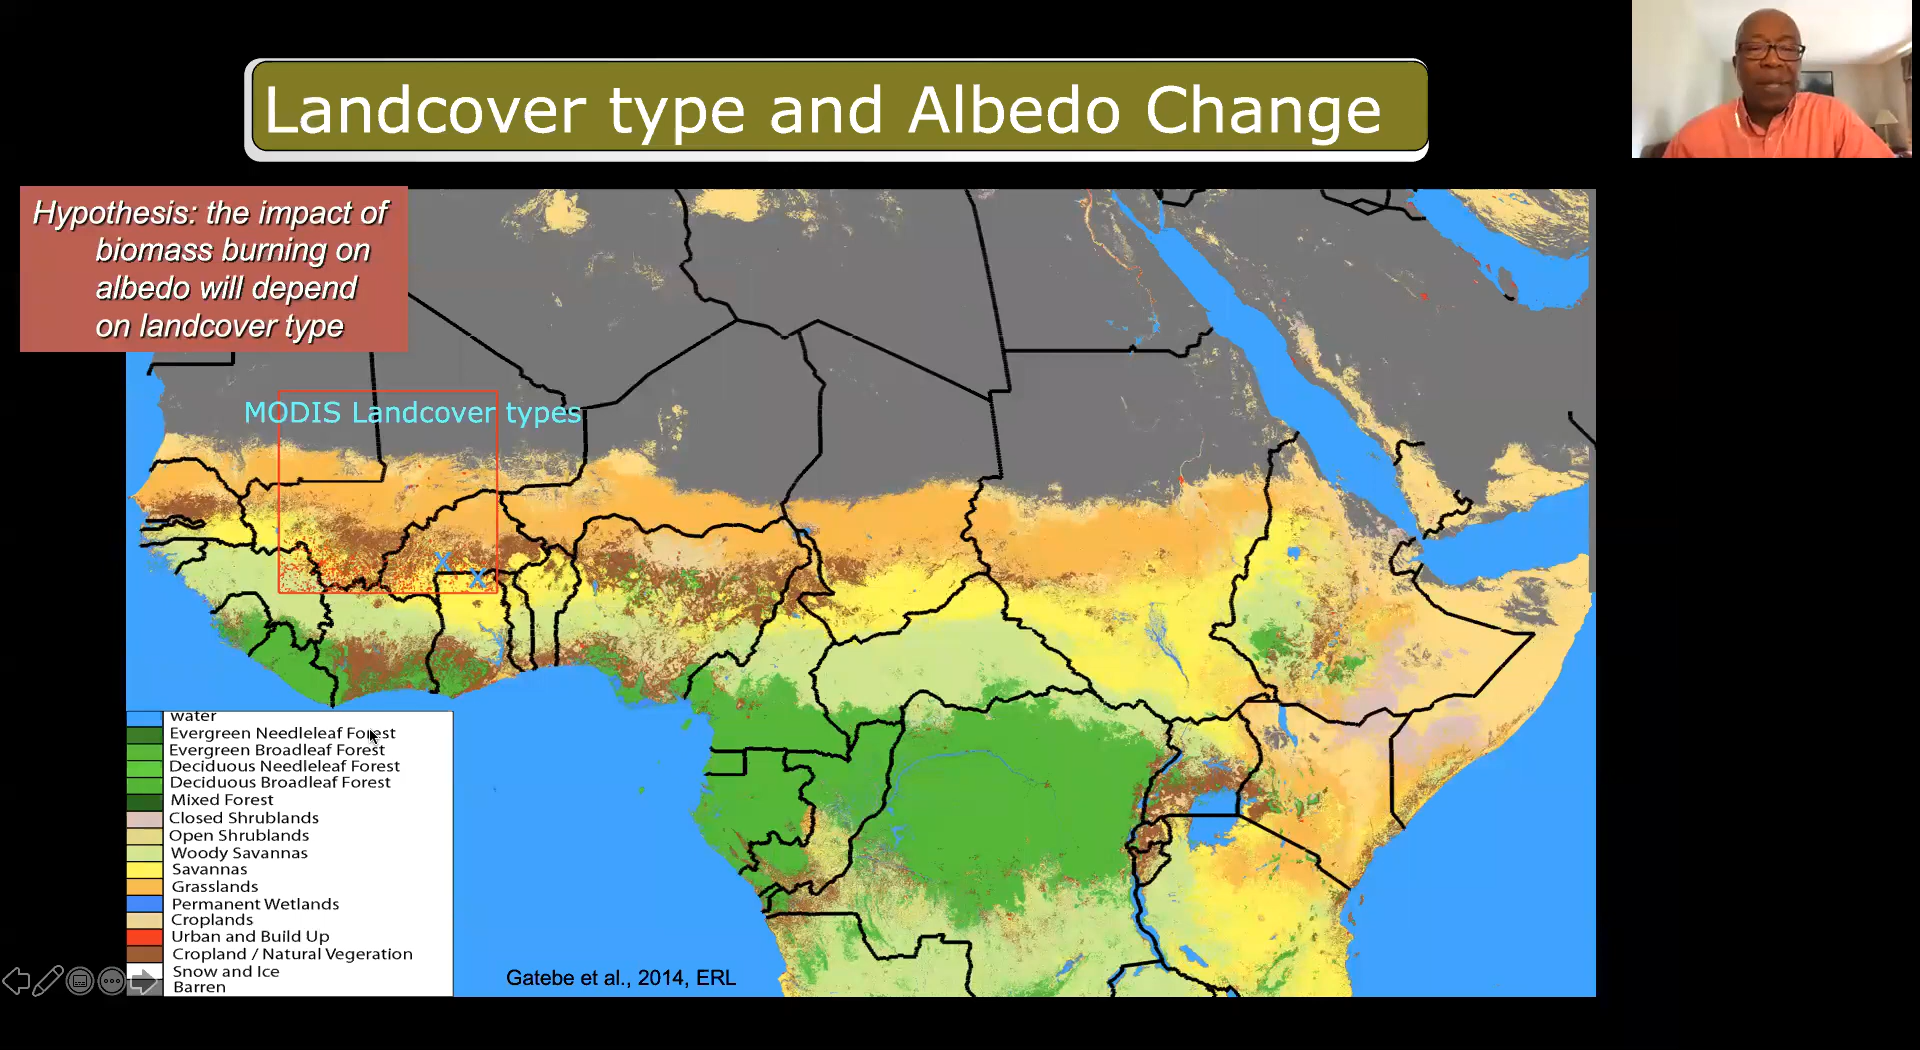 Landcover type and Albedo Change
Hypothesis: the impact of
biomass burning on
albedo will depend
on landcover type
MODIS Landcover types
X
X
water
Evergreen Needleleaf Forest
Evergreen Broadleaf Forest
Deciduous Needleleaf Forest
Deciduous Broadleaf Forest
Mixed Forest
Closed Shrublands
Open Shrublands
Woody Savannas
Savannas
Grasslands
Permanent Wetlands
Croplands
Urban and Build Up
Cropland / Natural Vegeration
Snow and Ice
Barren
Gatebe et al., 2014, ERL